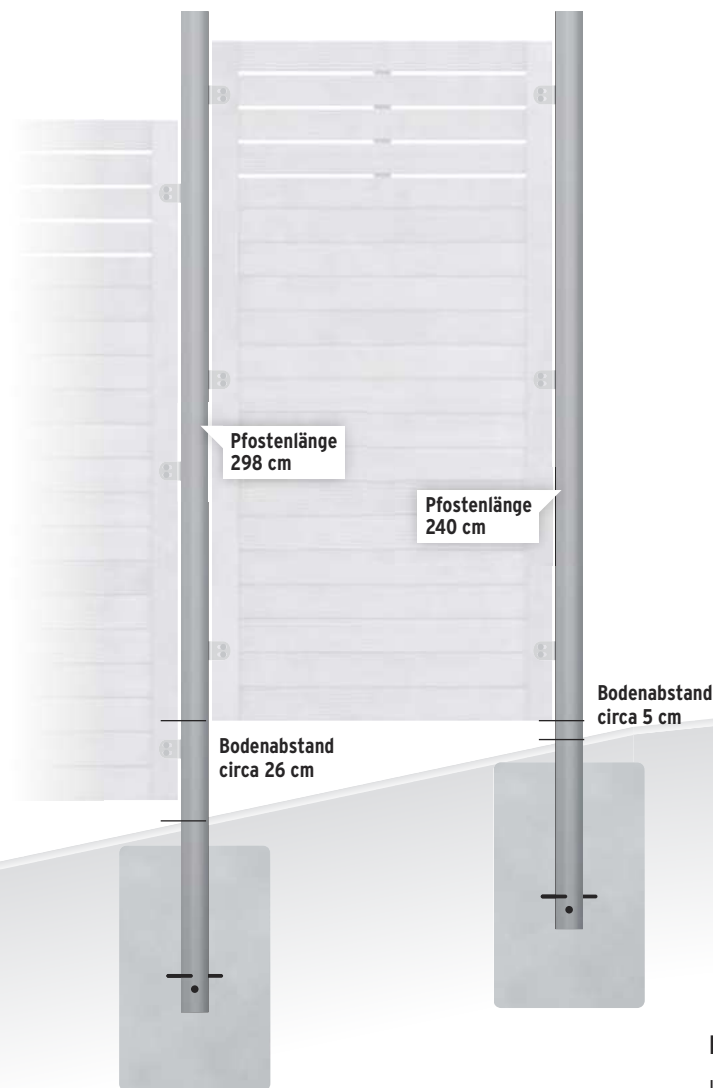 Pfostenlänge
298 cm
Pfostenlänge
240 cm
Bodenabstand
circa 5 cm
Bodenabstand
circa 26 cm